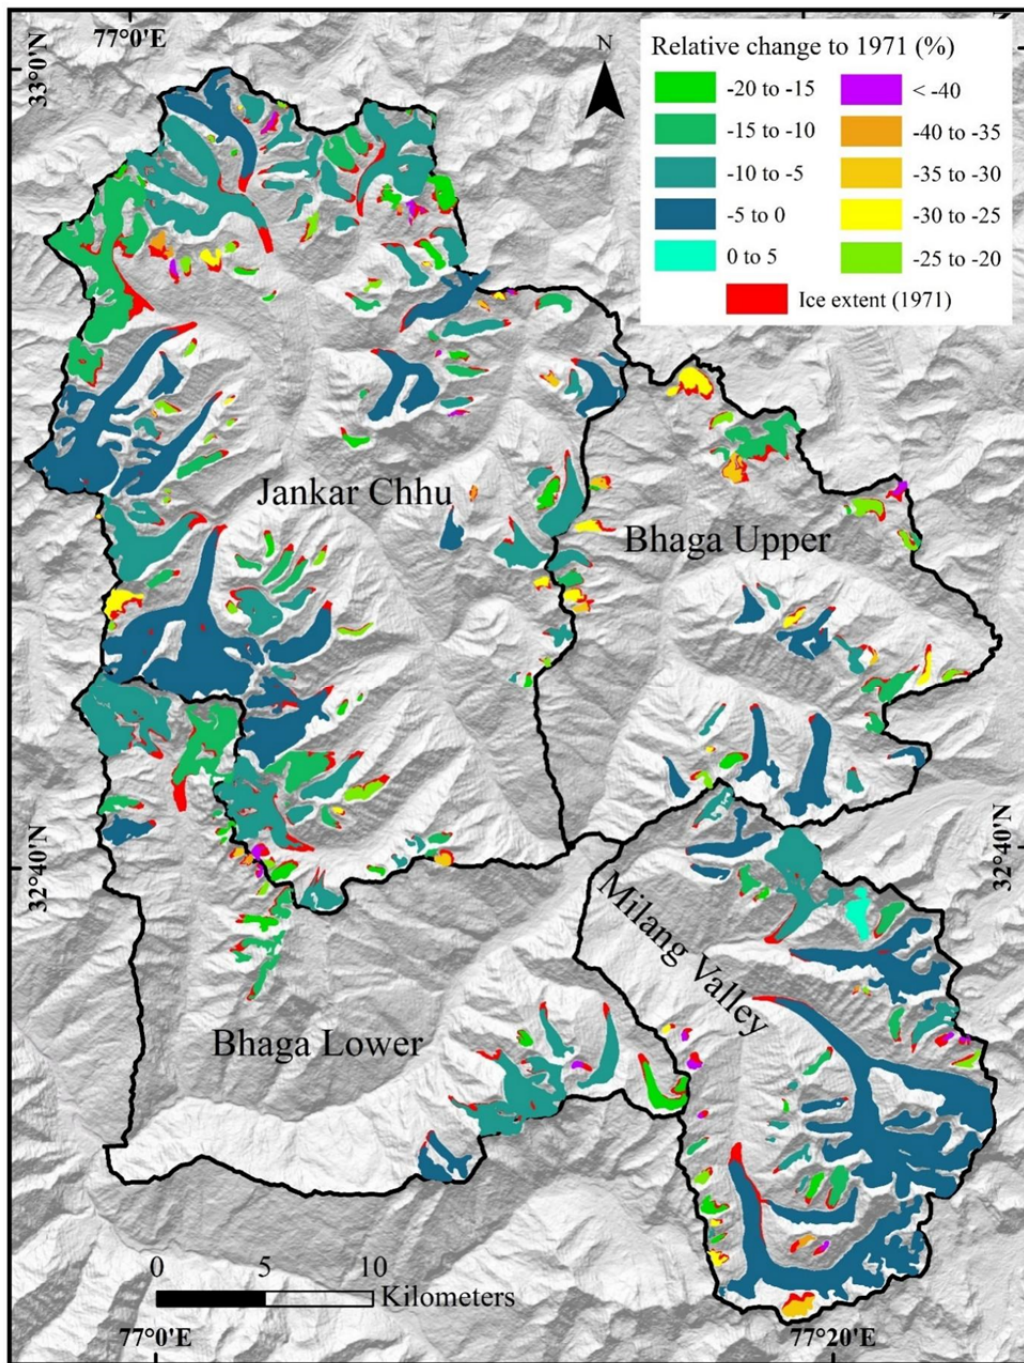 77°0'E
33°0'N
N
Relative change to 1971 (%)
-20 to -15
< -40
-15 to -10
-40 to -35
-10 to -5
-35 to -30
-5 to 0
-30 to -25
0 to 5
-25 to -20
Ice extent (1971)
Jankar Chhu
Bhaga Upper
32°40'N
32°40'N
Milang Valley
Bhaga Lower
0 5 10
Kilometers
77°0'E
77°20'E